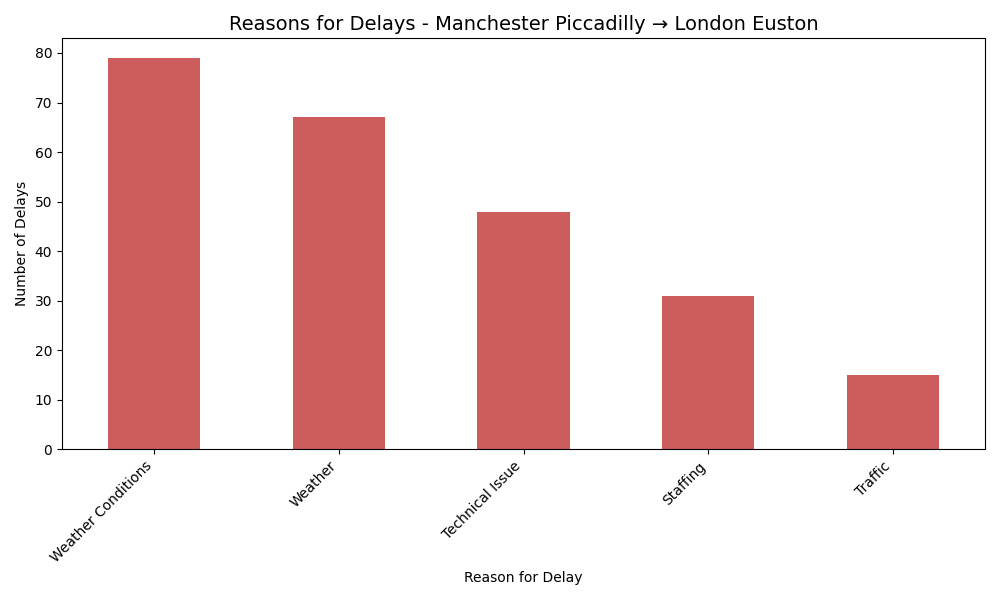 Reasons for Delays - Manchester Piccadilly → London Euston
Number of Delays
80
70
60
50
40
30
20
10
0
Weather Conditions
Weather
Technical Issue
Staffing
Traffic
Reason for Delay